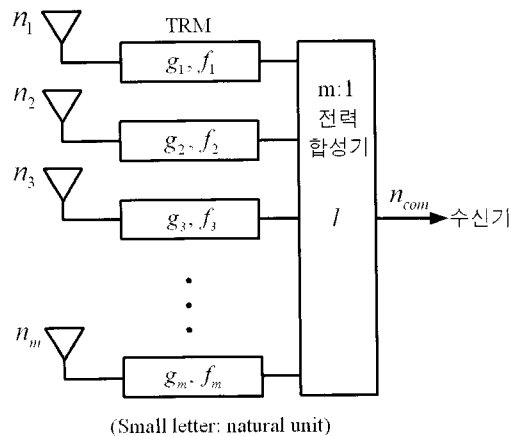 n₁
TRM
g₁, f₁
n₂
g₂, f₂
n₃
g₃, f₃
nₘ
gₘ, fₘ
m:1
전력
합성기
l
n_com
수신기
(Small letter: natural unit)